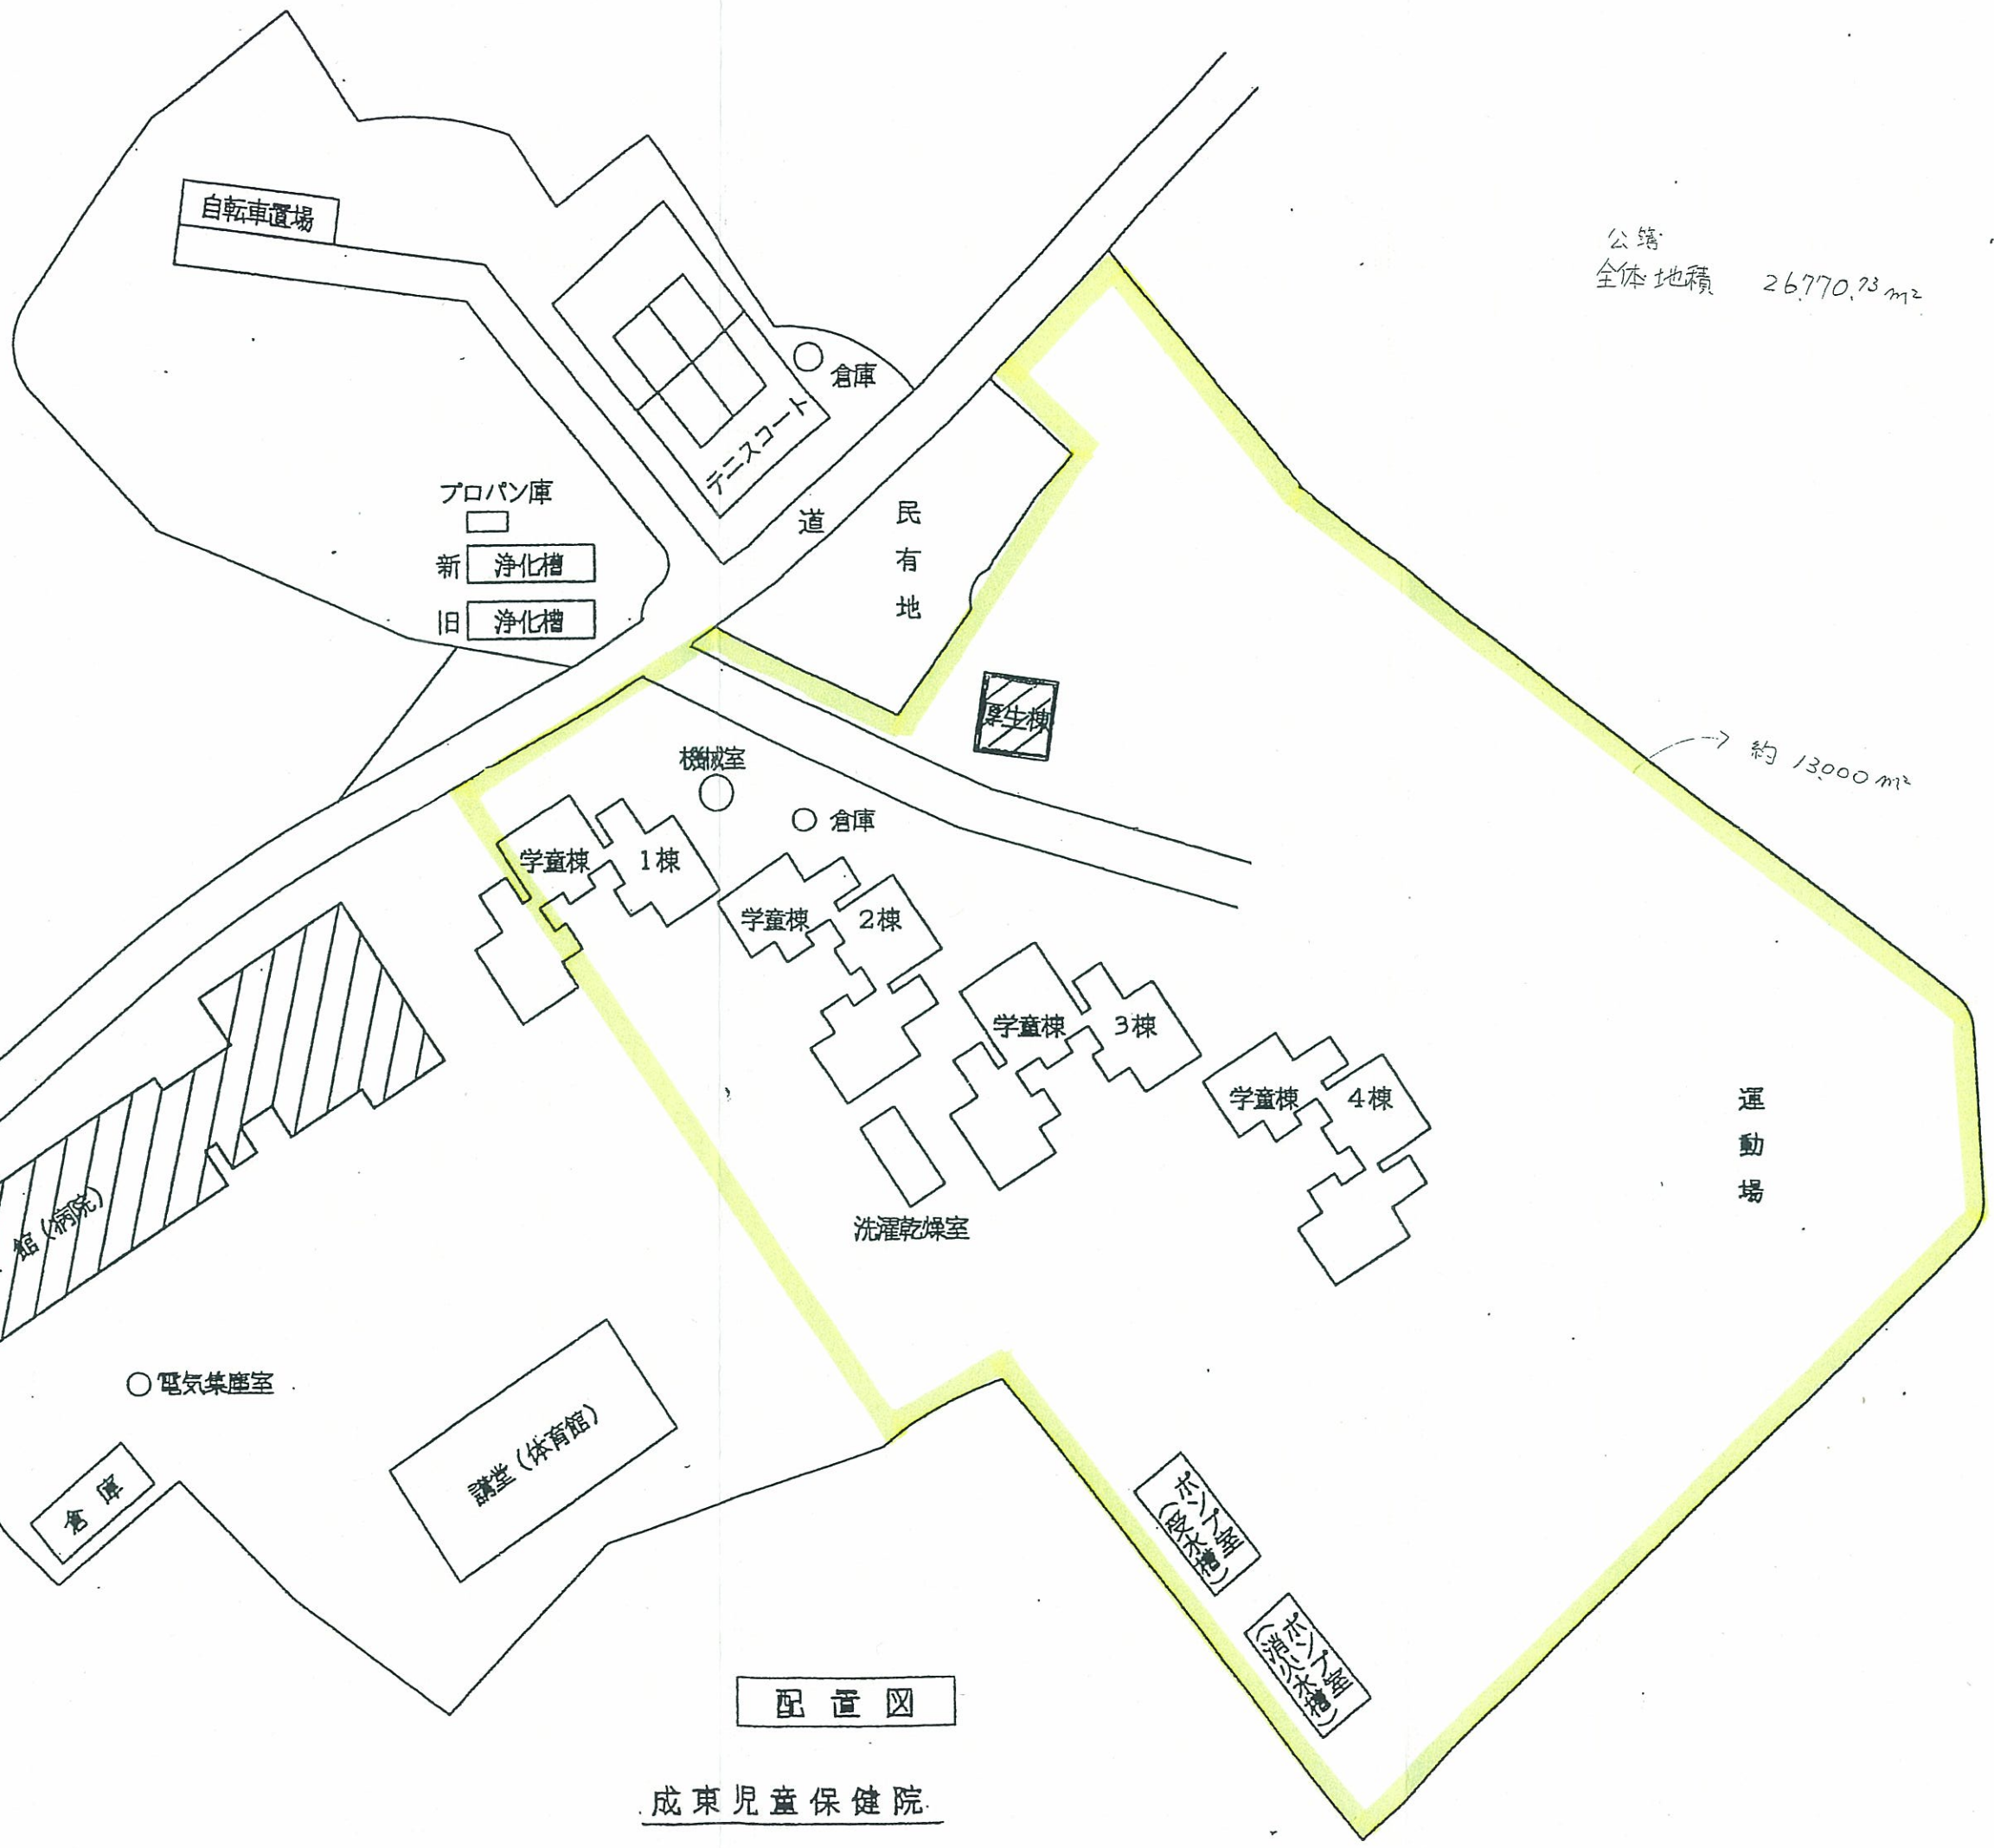 公簿
全体地積 26,770.73m²
自転車置場
倉庫
テニスコート
プロパン庫
新 浄化槽
旧 浄化槽
道
民有地
厚生棟
約 13,000m²
機械室
倉庫
学童棟 1棟
学童棟 2棟
学童棟 3棟
学童棟 4棟
運動場
洗濯乾燥室
館(病院)
電気集塵室
倉庫
講堂(体育館)
ポンプ室
(受水槽)
ポンプ室
(消火水槽)
配置図
成東児童保健院